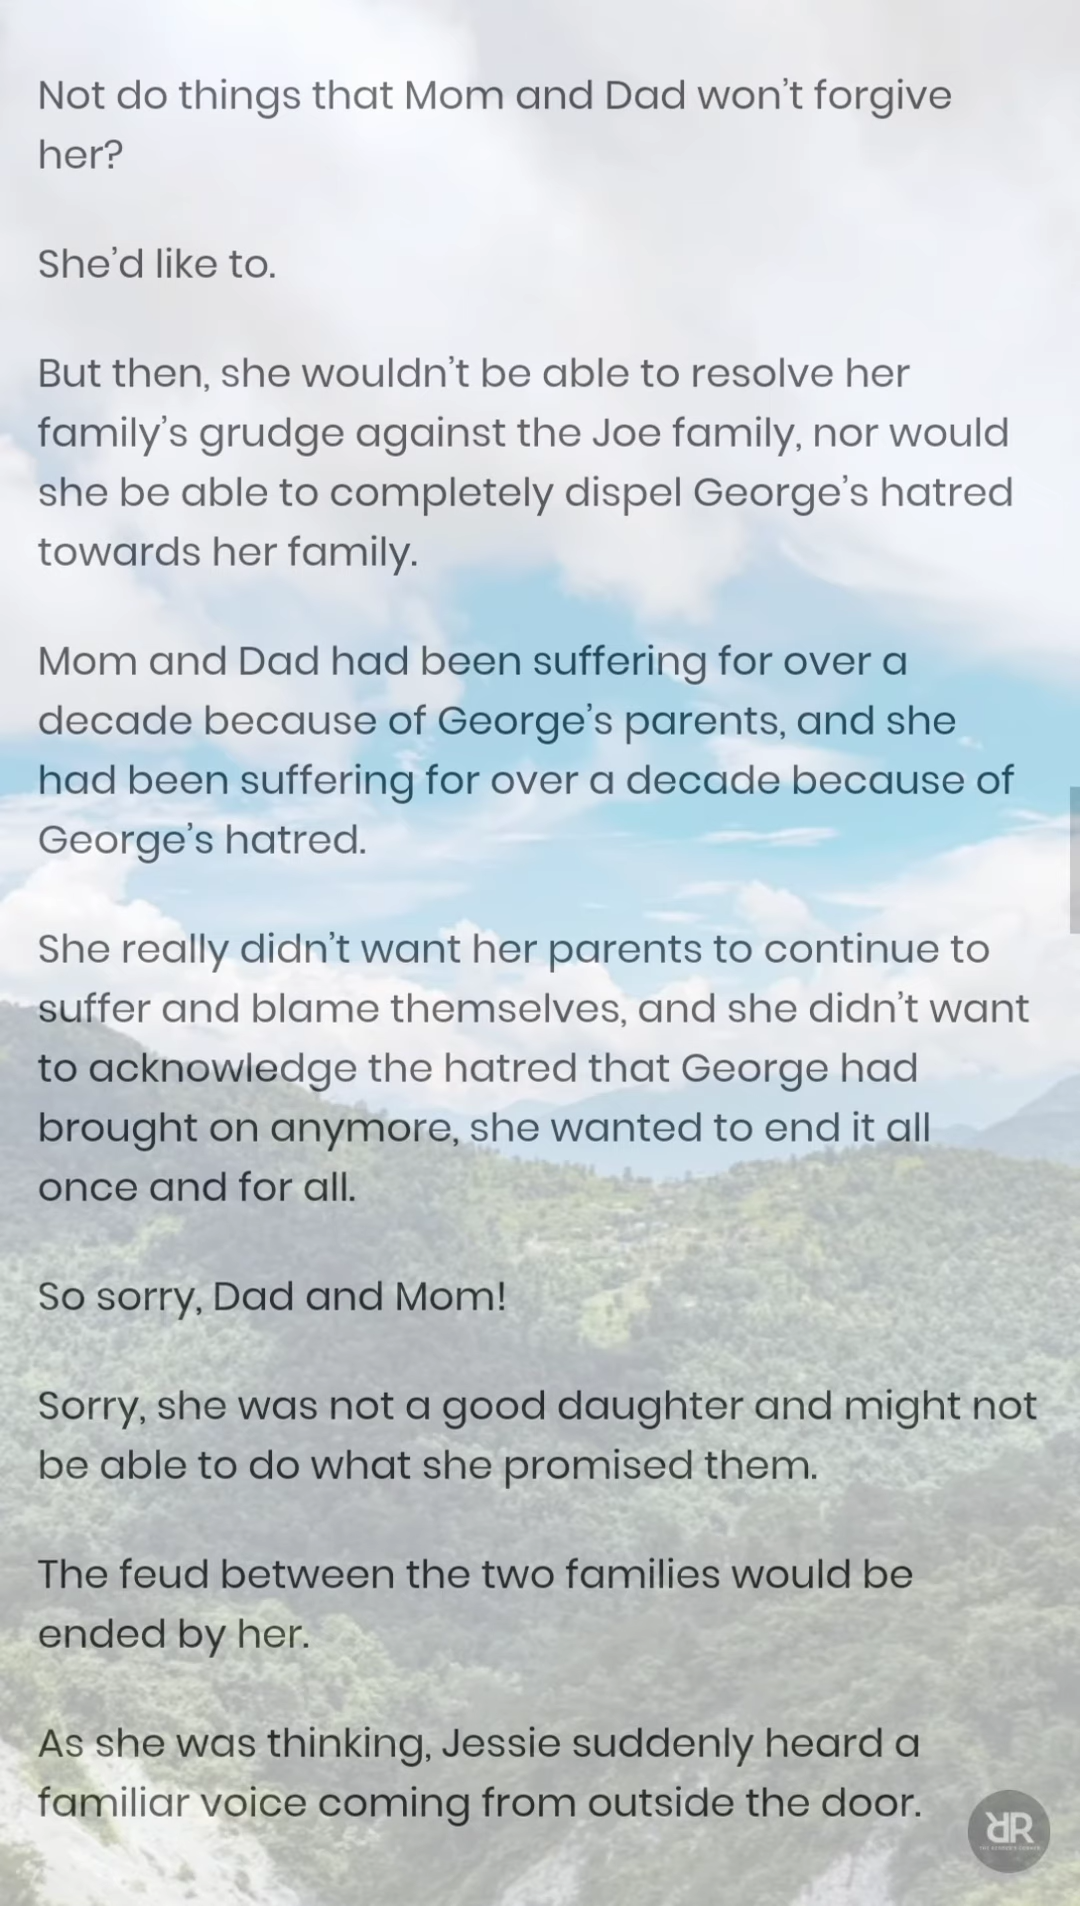 Not do things that Mom and Dad won’t forgive
her?
She’d like to.
But then, she wouldn’t be able to resolve her
family’s grudge against the Joe family, nor would
she be able to completely dispel George’s hatred
towards her family.
Mom and Dad had been suffering for over a
decade because of George’s parents, and she
had been suffering for over a decade because of
George’s hatred.
She really didn’t want her parents to continue to
suffer and blame themselves, and she didn’t want
to acknowledge the hatred that George had
brought on anymore, she wanted to end it all
once and for all.
So sorry, Dad and Mom!
Sorry, she was not a good daughter and might not
be able to do what she promised them.
The feud between the two families would be
ended by her.
As she was thinking, Jessie suddenly heard a
familiar voice coming from outside the door.